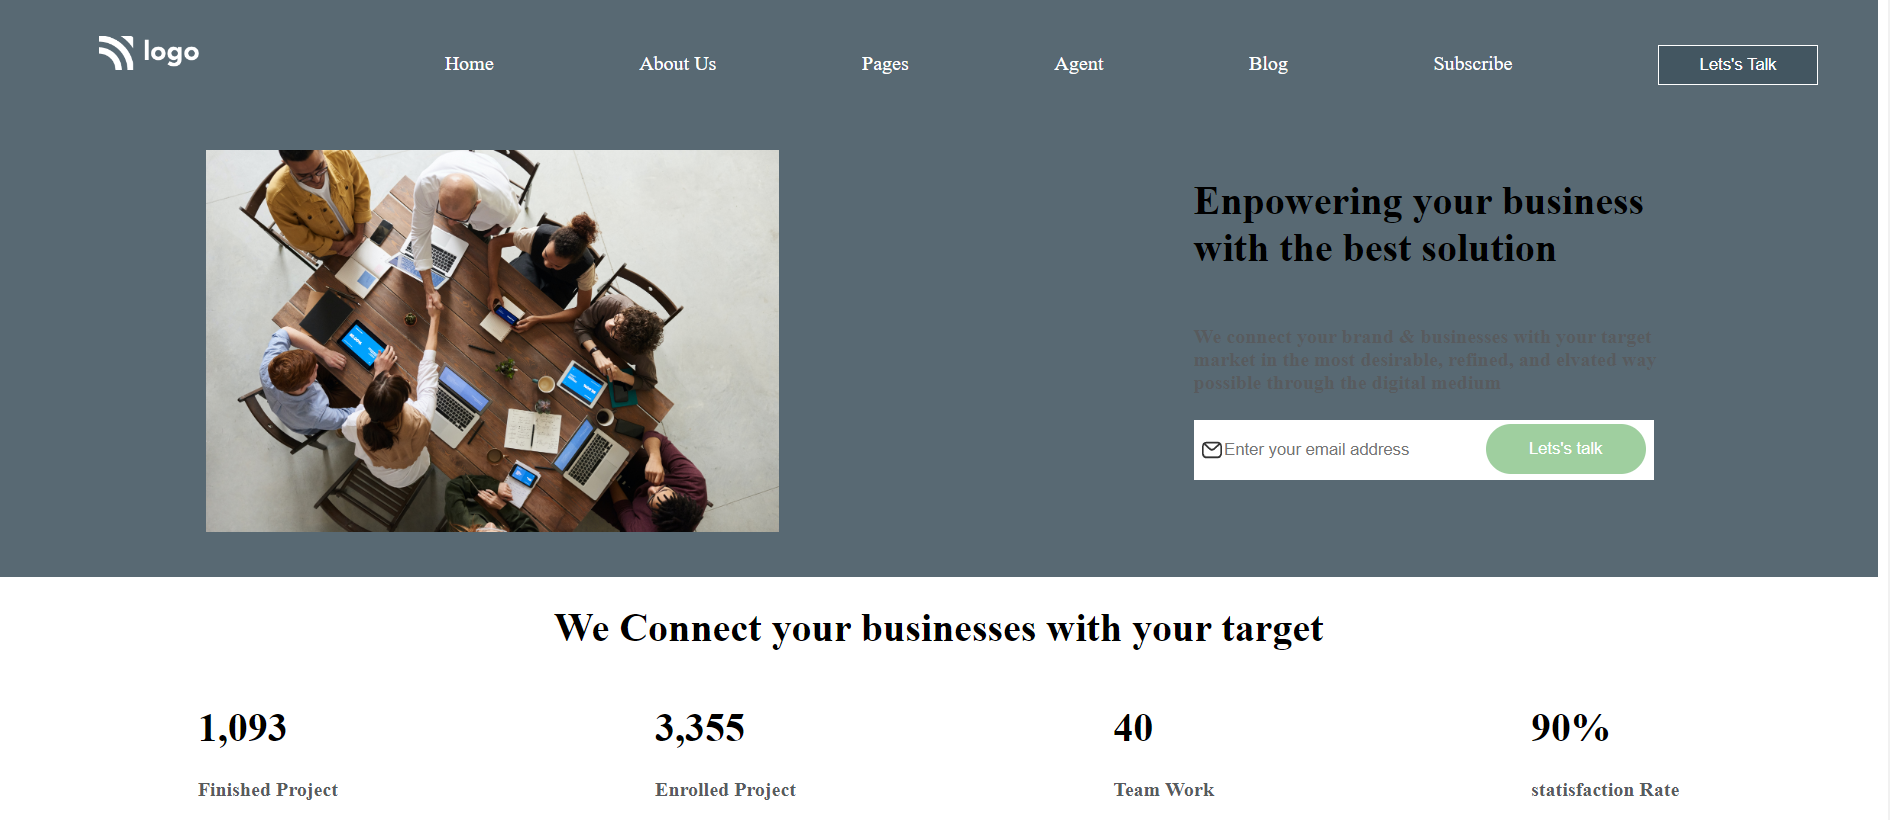 logo
Home
About Us
Pages
Agent
Blog
Subscribe
Lets's Talk
Enpowering your business
with the best solution
We connect your brand & businesses with your target
market in the most desirable, refined, and elvated way
possible through the digital medium
Enter your email address
Lets's talk
We Connect your businesses with your target
1,093
3,355
40
90%
Finished Project
Enrolled Project
Team Work
statisfaction Rate